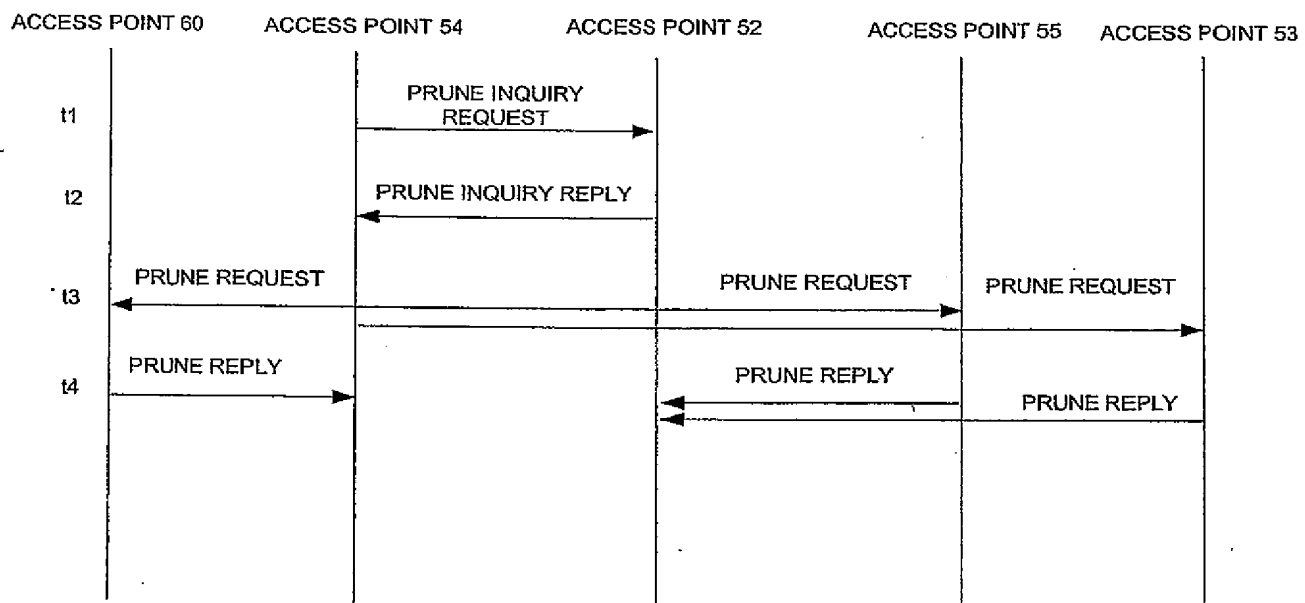 ACCESS POINT 60 ACCESS POINT 54 ACCESS POINT 52 ACCESS POINT 55 ACCESS POINT 53
t1
PRUNE INQUIRY
REQUEST
t2
PRUNE INQUIRY REPLY
t3
PRUNE REQUEST
PRUNE REQUEST
PRUNE REQUEST
t4
PRUNE REPLY
PRUNE REPLY
PRUNE REPLY